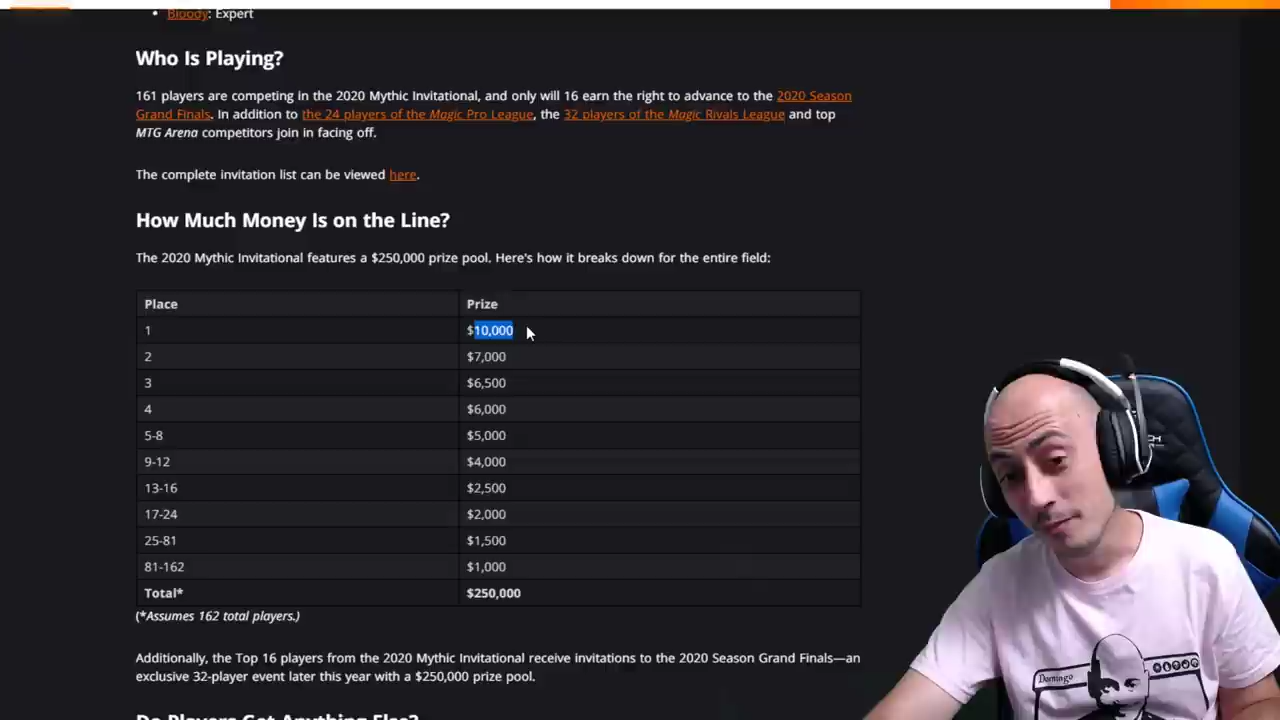 Bloody: Expert
Who Is Playing?
161 players are competing in the 2020 Mythic Invitational, and only will 16 earn the right to advance to the 2020 Season
Grand Finals. In addition to the 24 players of the Magic Pro League, the 32 players of the Magic Rivals League and top
MTG Arena competitors join in facing off.
The complete invitation list can be viewed here.
How Much Money Is on the Line?
The 2020 Mythic Invitational features a $250,000 prize pool. Here's how it breaks down for the entire field:
Place Prize
1 $10,000
2 $7,000
3 $6,500
4 $6,000
5-8 $5,000
9-12 $4,000
13-16 $2,500
17-24 $2,000
25-81 $1,500
81-162 $1,000
Total* $250,000
(*Assumes 162 total players.)
Additionally, the Top 16 players from the 2020 Mythic Invitational receive invitations to the 2020 Season Grand Finals—an
exclusive 32-player event later this year with a $250,000 prize pool.
Do Players Get Anything Else?
Domingo